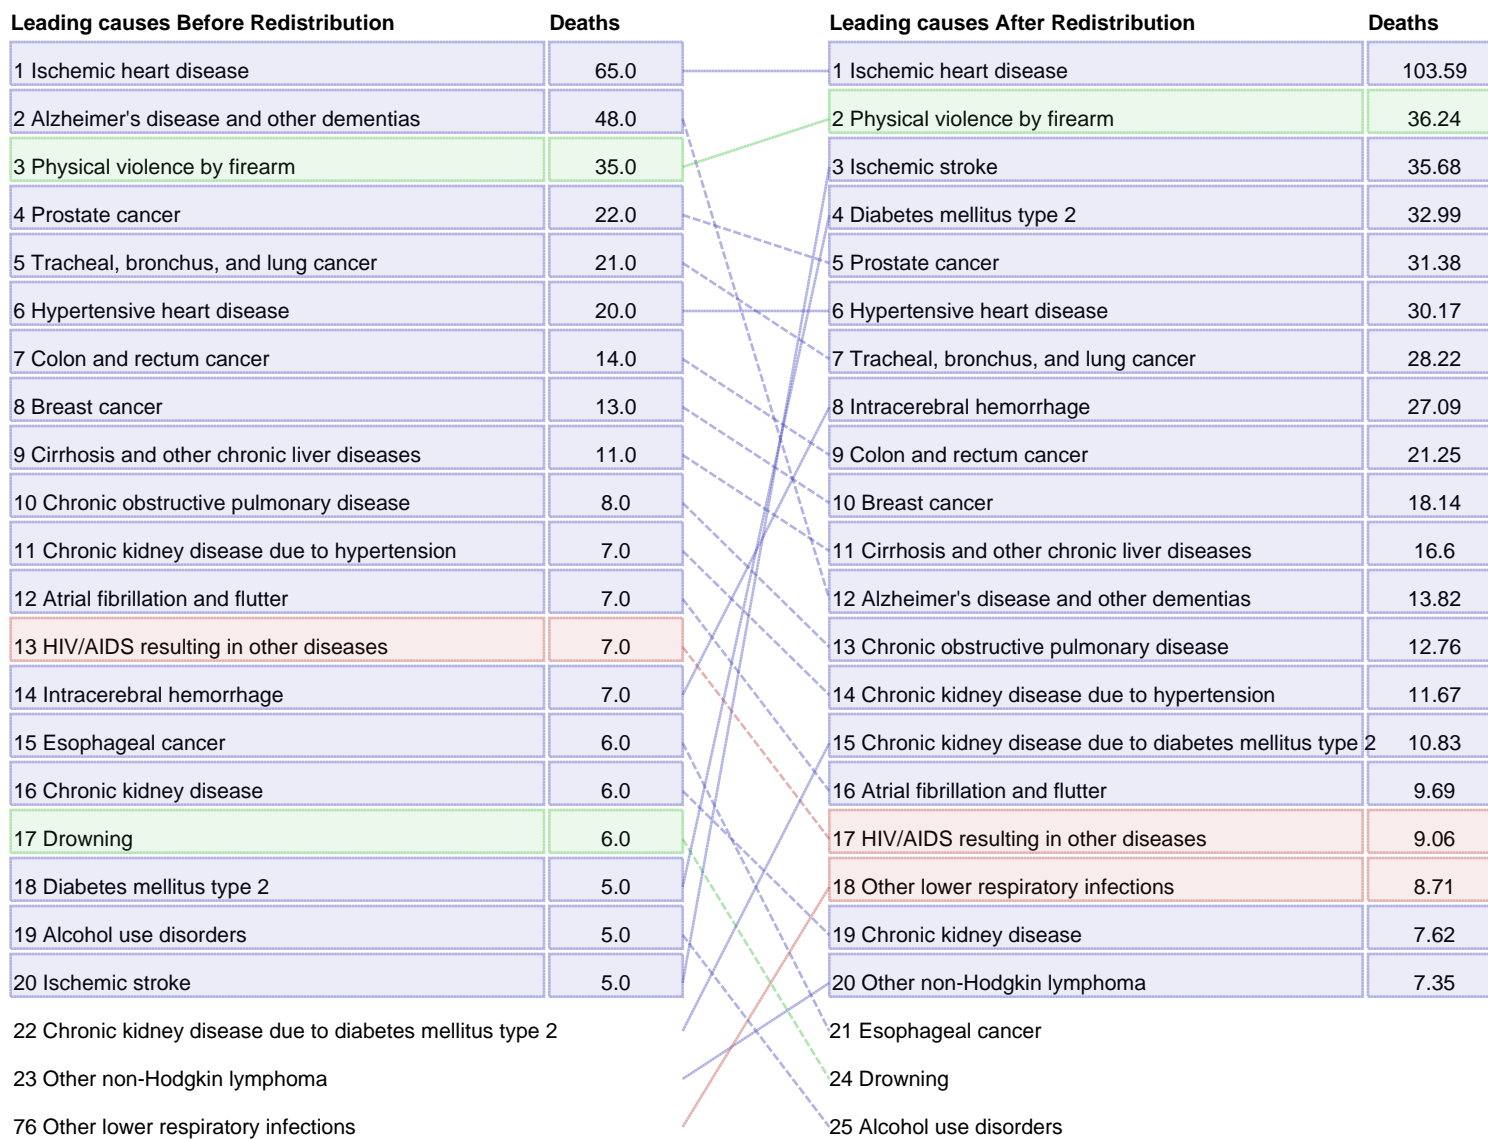 Leading causes Before Redistribution Deaths Leading causes After Redistribution Deaths
1 Ischemic heart disease 65.0 1 Ischemic heart disease 103.59
2 Alzheimer's disease and other dementias 48.0 2 Physical violence by firearm 36.24
3 Physical violence by firearm 35.0 3 Ischemic stroke 35.68
4 Prostate cancer 22.0 4 Diabetes mellitus type 2 32.99
5 Tracheal, bronchus, and lung cancer 21.0 5 Prostate cancer 31.38
6 Hypertensive heart disease 20.0 6 Hypertensive heart disease 30.17
7 Colon and rectum cancer 14.0 7 Tracheal, bronchus, and lung cancer 28.22
8 Breast cancer 13.0 8 Intracerebral hemorrhage 27.09
9 Cirrhosis and other chronic liver diseases 11.0 9 Colon and rectum cancer 21.25
10 Chronic obstructive pulmonary disease 8.0 10 Breast cancer 18.14
11 Chronic kidney disease due to hypertension 7.0 11 Cirrhosis and other chronic liver diseases 16.6
12 Atrial fibrillation and flutter 7.0 12 Alzheimer's disease and other dementias 13.82
13 HIV/AIDS resulting in other diseases 7.0 13 Chronic obstructive pulmonary disease 12.76
14 Intracerebral hemorrhage 7.0 14 Chronic kidney disease due to hypertension 11.67
15 Esophageal cancer 6.0 15 Chronic kidney disease due to diabetes mellitus type 2 10.83
16 Chronic kidney disease 6.0 16 Atrial fibrillation and flutter 9.69
17 Drowning 6.0 17 HIV/AIDS resulting in other diseases 9.06
18 Diabetes mellitus type 2 5.0 18 Other lower respiratory infections 8.71
19 Alcohol use disorders 5.0 19 Chronic kidney disease 7.62
20 Ischemic stroke 5.0 20 Other non-Hodgkin lymphoma 7.35
22 Chronic kidney disease due to diabetes mellitus type 2 21 Esophageal cancer
23 Other non-Hodgkin lymphoma 24 Drowning
76 Other lower respiratory infections 25 Alcohol use disorders